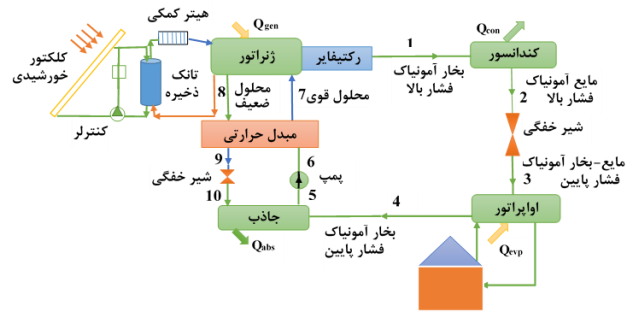 هیتر کمکی
Qgen
Qcon
کلکتور
خورشیدی
تانک
ذخیره
کنترلر
ژنراتور
رکتیفایر
1
بخار آمونیاک
فشار بالا
کندانسور
2
مایع آمونیاک
فشار بالا
شیر خفگی
3
مایع-بخار آمونیاک
فشار پایین
8
محلول
ضعیف
7
محلول قوی
مبدل حرارتی
9
شیر خفگی
10
6
پمپ
5
جاذب
Qabs
4
بخار آمونیاک
فشار پایین
اواپراتور
Qevp